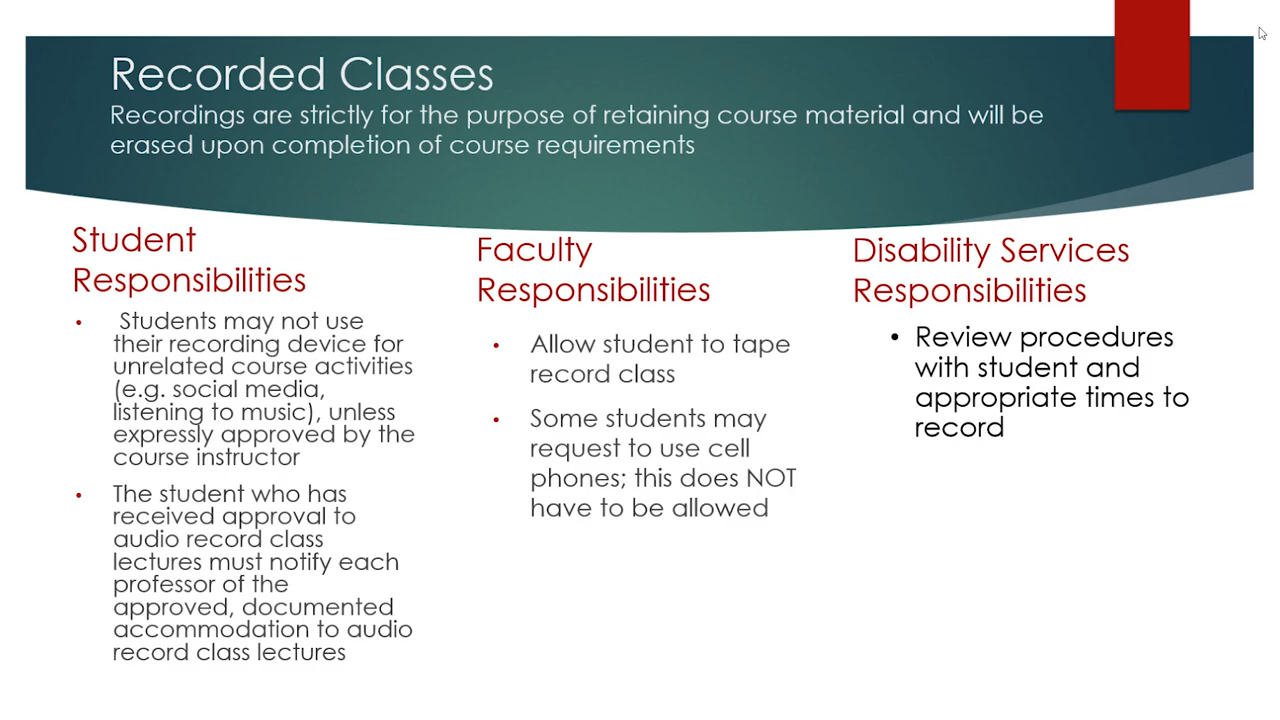 Recorded Classes
Recordings are strictly for the purpose of retaining course material and will be
erased upon completion of course requirements
Student
Responsibilities
• Students may not use
their recording device for
unrelated course activities
(e.g. social media,
listening to music), unless
expressly approved by the
course instructor
• The student who has
received approval to
audio record class
lectures must notify each
professor of the
approved, documented
accommodation to audio
record class lectures
Faculty
Responsibilities
• Allow student to tape
record class
• Some students may
request to use cell
phones; this does NOT
have to be allowed
Disability Services
Responsibilities
• Review procedures
with student and
appropriate times to
record